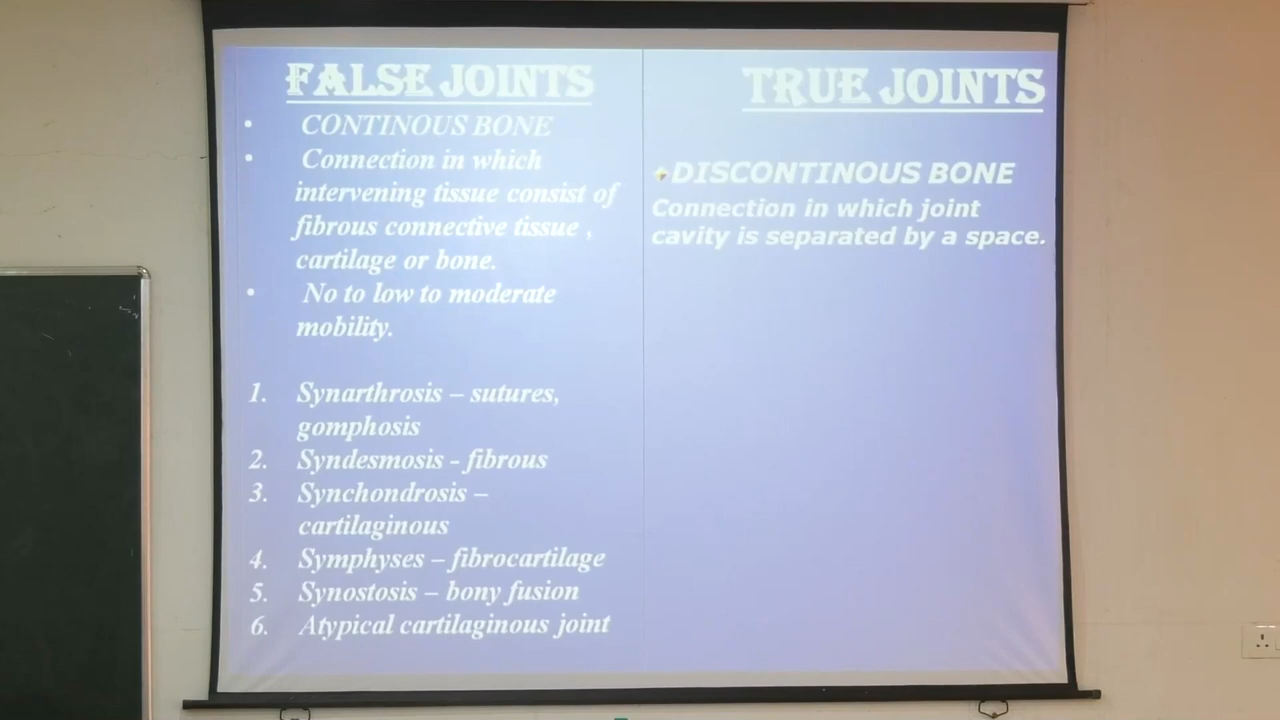 FALSE JOINTS
• CONTINOUS BONE
• Connection in which
intervening tissue consist of
fibrous connective tissue ,
cartilage or bone.
• No to low to moderate
mobility.
1. Synarthrosis – sutures,
gomphosis
2. Syndesmosis - fibrous
3. Synchondrosis –
cartilaginous
4. Symphyses – fibrocartilage
5. Synostosis – bony fusion
6. Atypical cartilaginous joint
TRUE JOINTS
DISCONTINOUS BONE
Connection in which joint
cavity is separated by a space.